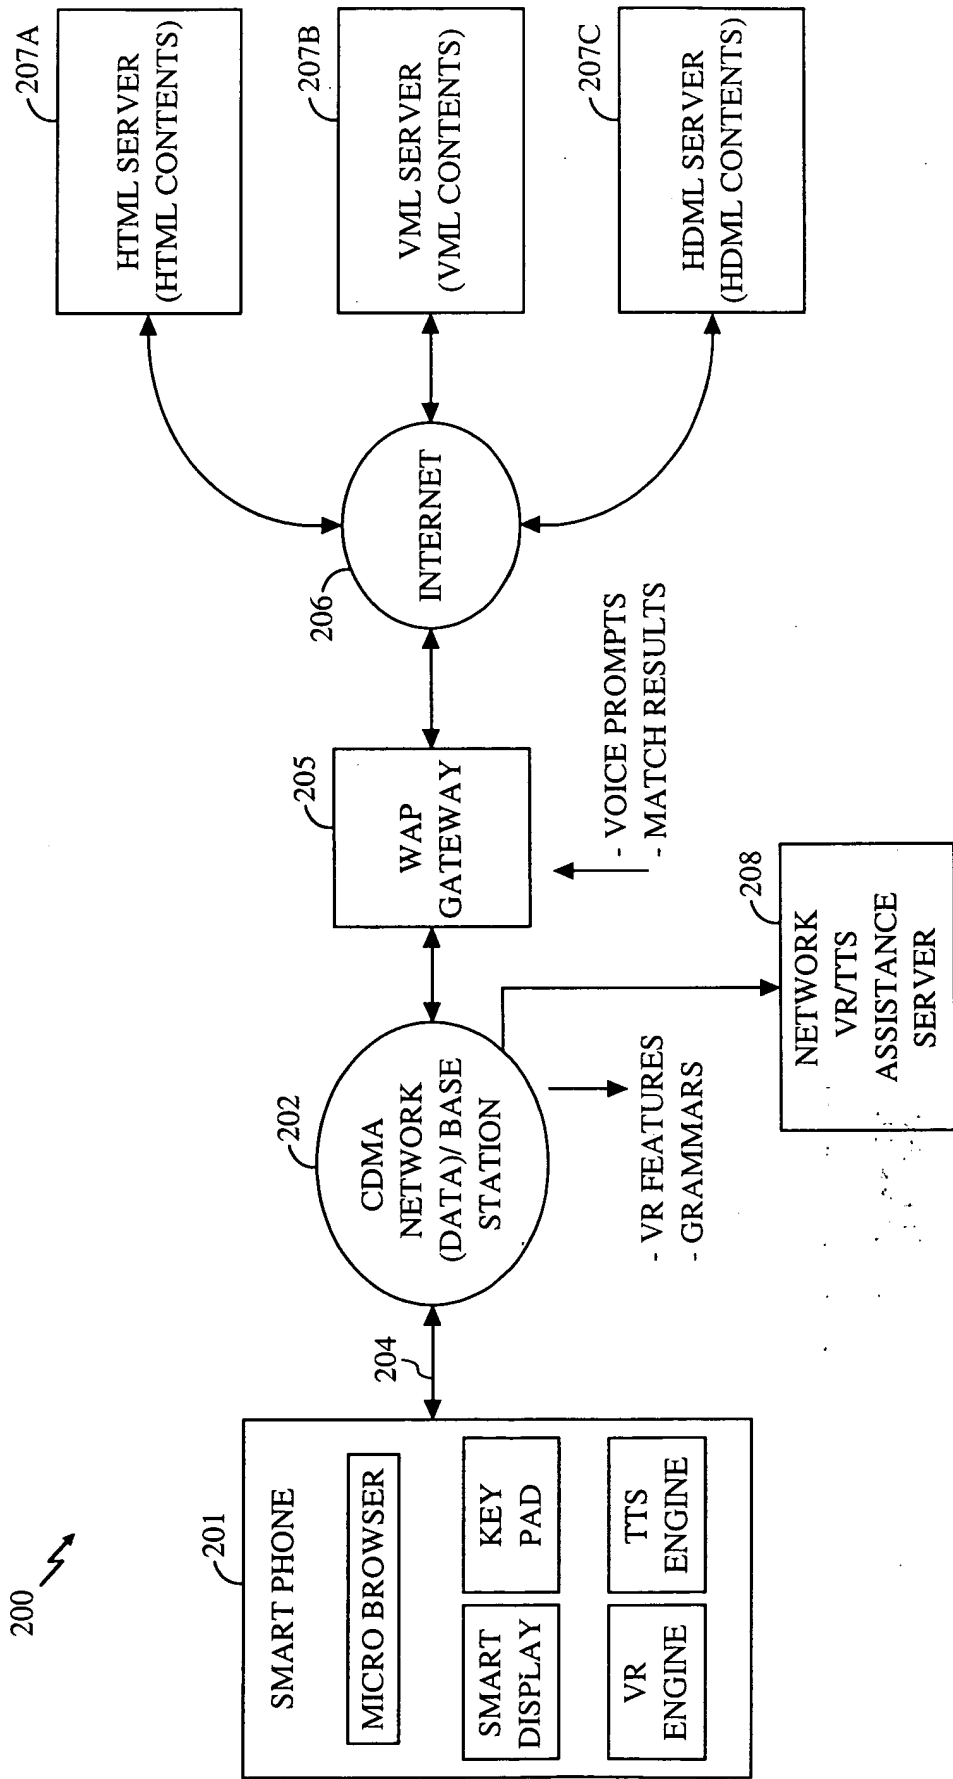 200
201
SMART PHONE
MICRO BROWSER
SMART
DISPLAY
KEY
PAD
VR
ENGINE
TTS
ENGINE
204
202
CDMA
NETWORK
(DATA)/ BASE
STATION
- VR FEATURES
- GRAMMARS
208
NETWORK
VR/TTS
ASSISTANCE
SERVER
205
WAP
GATEWAY
- VOICE PROMPTS
- MATCH RESULTS
206
INTERNET
207A
HTML SERVER
(HTML CONTENTS)
207B
VML SERVER
(VML CONTENTS)
207C
HDML SERVER
(HDML CONTENTS)